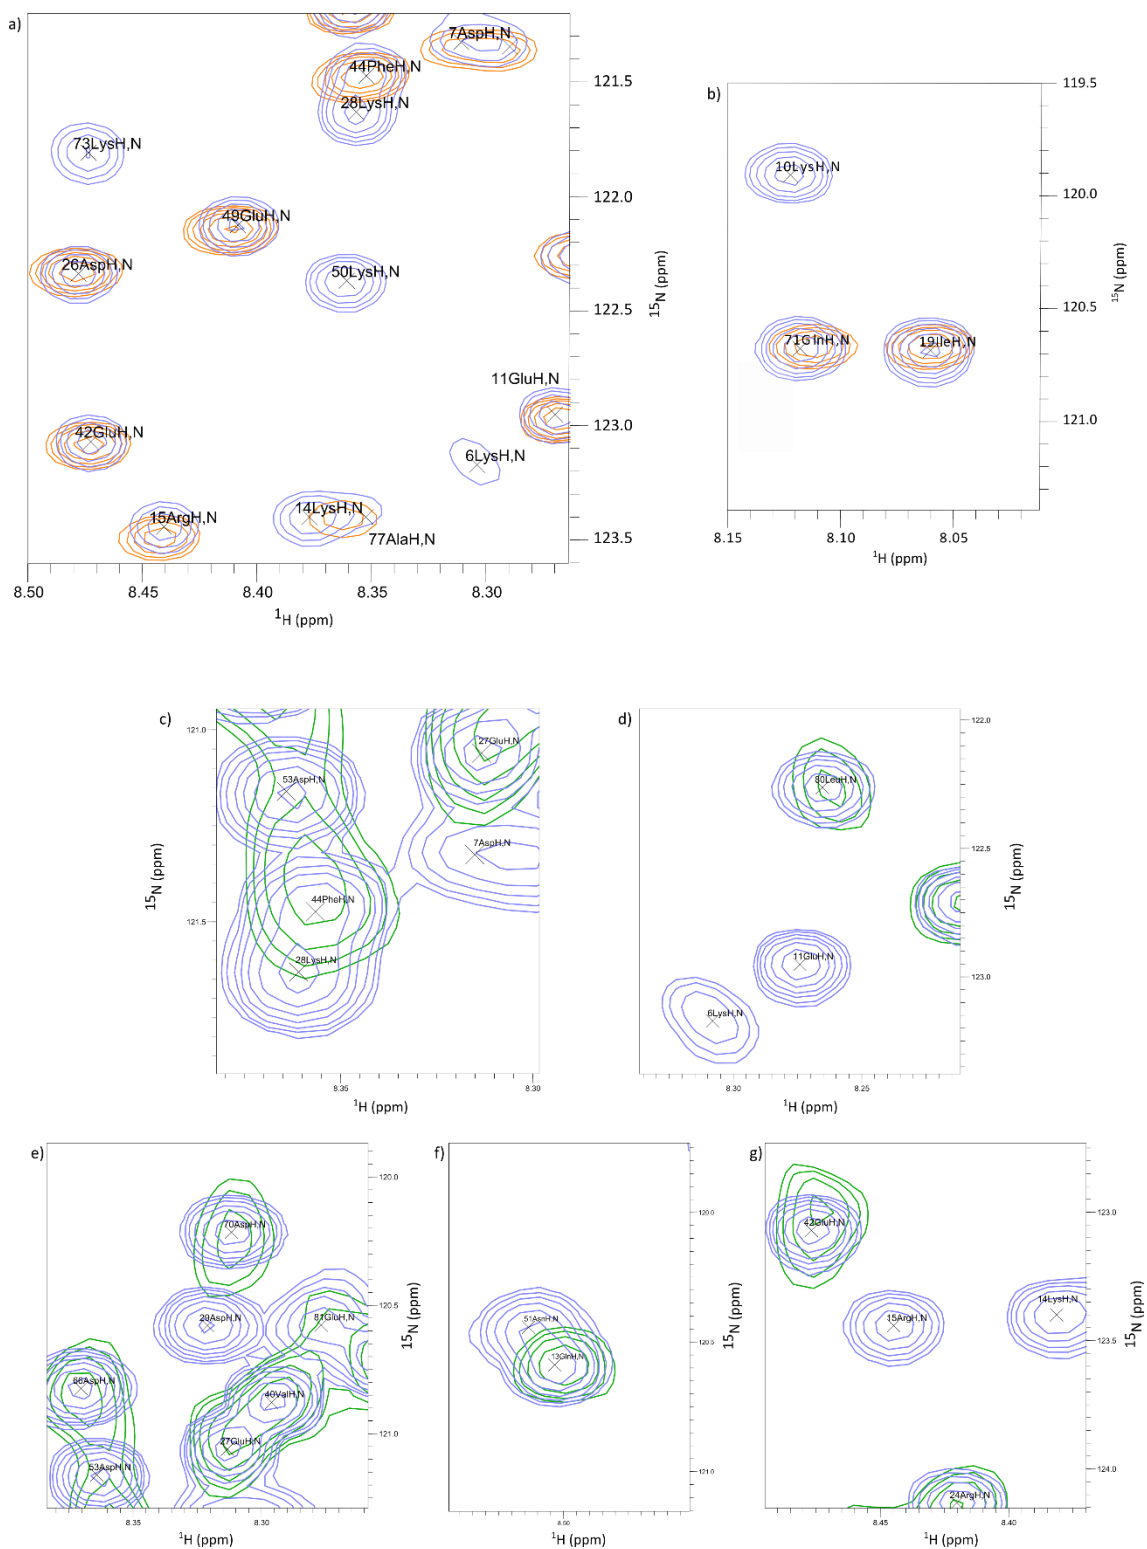 a)
7AspH,N
44PheH,N
28LysH,N
73LysH,N
49GluH,N
26AspH,N
50LysH,N
11GluH,N
42GluH,N
6LysH,N
15ArgH,N
14LysH,N
77AlaH,N
121.5
122.0
122.5
123.0
123.5
15N (ppm)
8.50
8.45
8.40
8.35
8.30
1H (ppm)
b)
10LysH,N
71GlnH,N
19IleH,N
119.5
120.0
120.5
121.0
15N (ppm)
8.15
8.10
8.05
1H (ppm)
c)
121.0
121.5
15N (ppm)
27GluH,N
53AspH,N
7AspH,N
44PheH,N
28LysH,N
8.35
8.30
1H (ppm)
d)
80LeuH,N
11GluH,N
6LysH,N
122.0
122.5
123.0
15N (ppm)
8.30
8.25
1H (ppm)
e)
70AspH,N
29AspH,N
81GluH,N
66AspH,N
40ValH,N
27GluH,N
53AspH,N
120.0
120.5
121.0
15N (ppm)
8.35
8.30
1H (ppm)
f)
51AsnH,N
13GlnH,N
120.0
120.5
121.0
15N (ppm)
8.50
1H (ppm)
g)
42GluH,N
14LysH,N
15ArgH,N
24ArgH,N
123.0
123.5
124.0
15N (ppm)
8.45
8.40
1H (ppm)